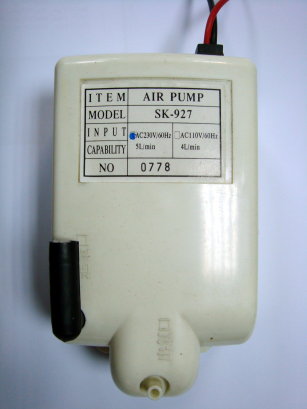 ITEM AIR PUMP
MODEL SK-927
INPUT AC230V/60Hz AC110V/60Hz
CAPABILITY 5L/min 4L/min
NO 0778